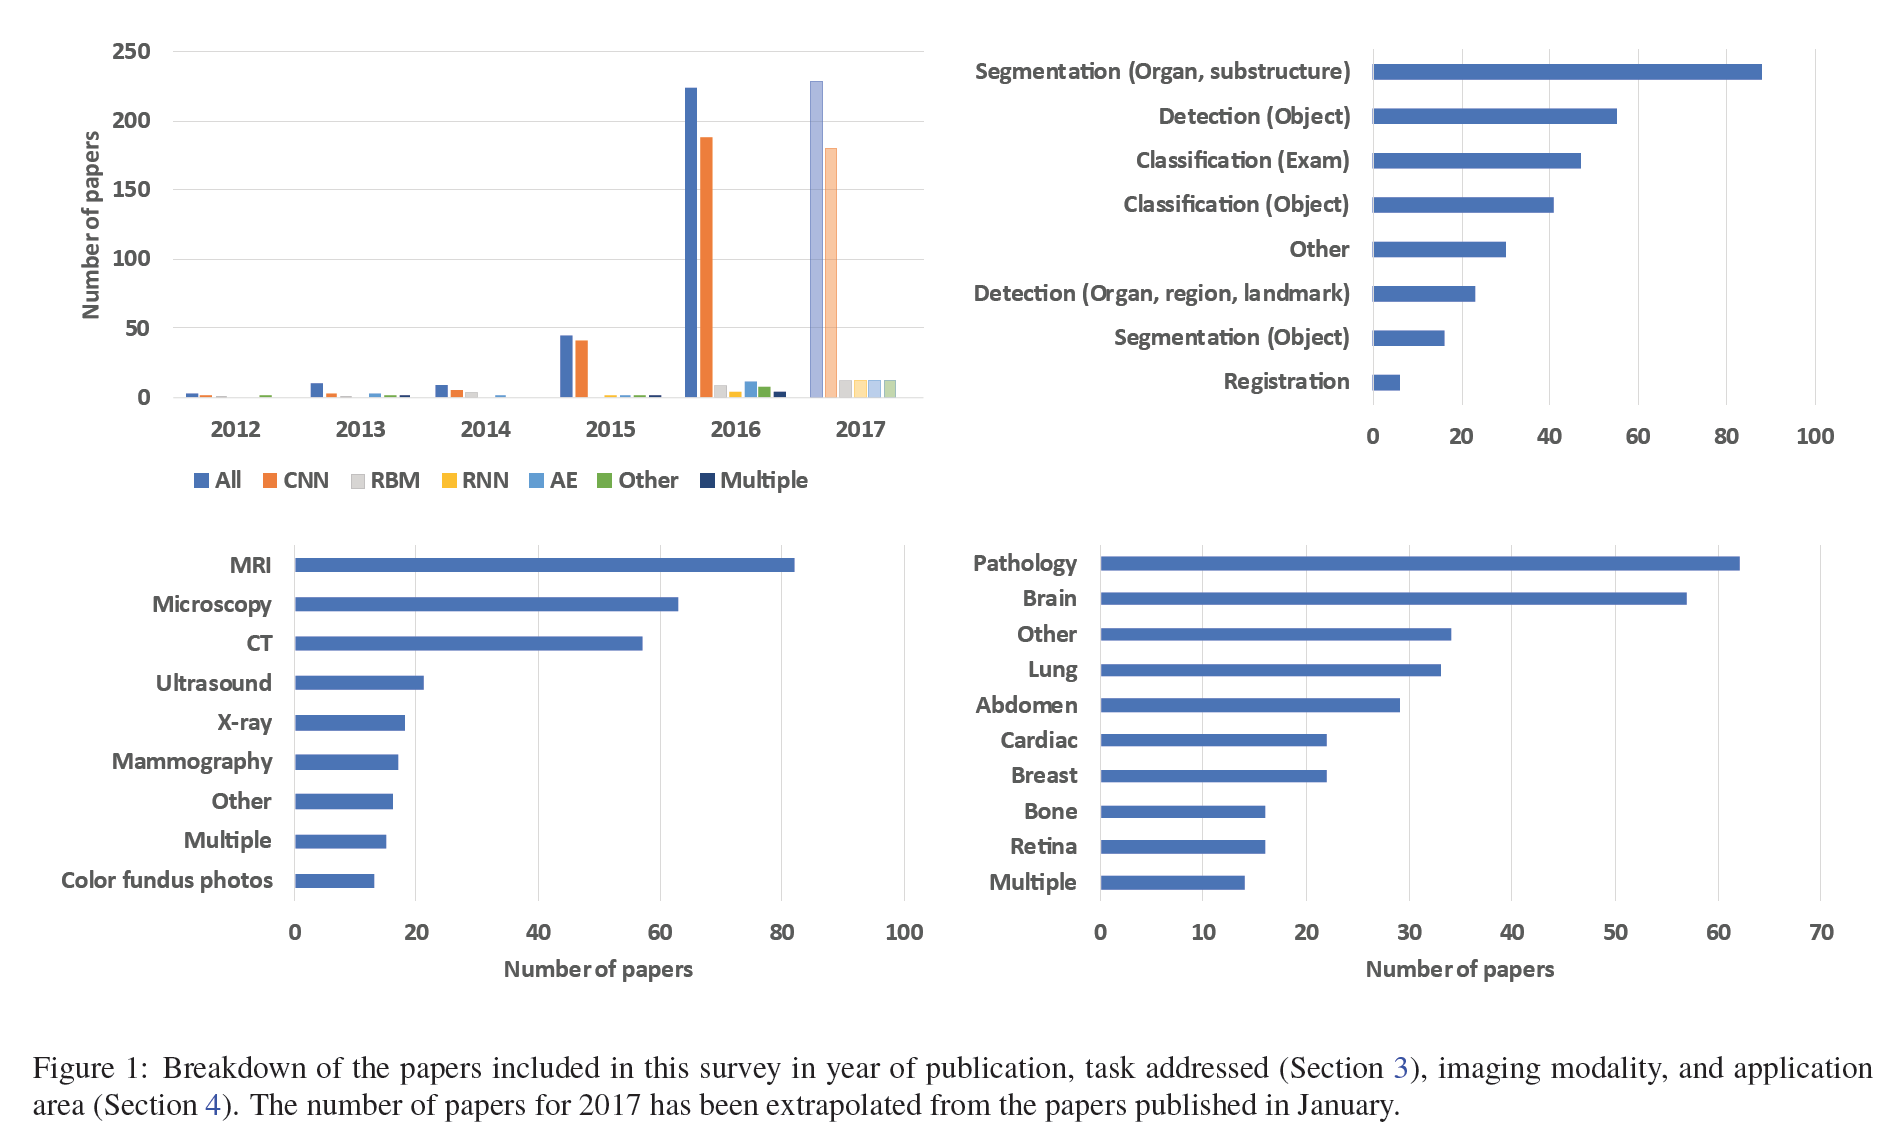 250
200
150
100
50
0
Number of papers
2012 2013 2014 2015 2016 2017
All CNN RBM RNN AE Other Multiple
Segmentation (Organ, substructure)
Detection (Object)
Classification (Exam)
Classification (Object)
Other
Detection (Organ, region, landmark)
Segmentation (Object)
Registration
0 20 40 60 80 100
MRI
Microscopy
CT
Ultrasound
X-ray
Mammography
Other
Multiple
Color fundus photos
0 20 40 60 80 100
Number of papers
Pathology
Brain
Other
Lung
Abdomen
Cardiac
Breast
Bone
Retina
Multiple
0 10 20 30 40 50 60 70
Number of papers
Figure 1: Breakdown of the papers included in this survey in year of publication, task addressed (Section 3), imaging modality, and application
area (Section 4). The number of papers for 2017 has been extrapolated from the papers published in January.